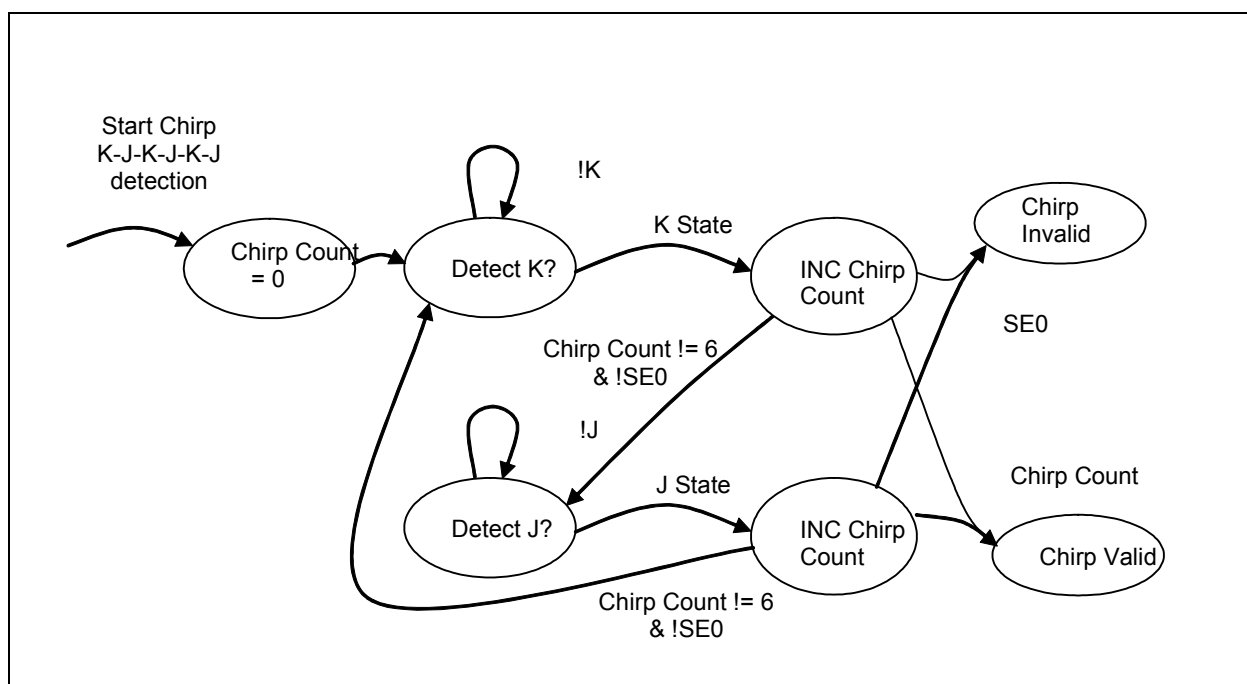 Start Chirp
K-J-K-J-K-J
detection
!K
K State
Chirp
Invalid
Chirp Count
= 0
Detect K?
INC Chirp
Count
SE0
Chirp Count != 6
& !SE0
!J
J State
Chirp Count
Detect J?
INC Chirp
Count
Chirp Valid
Chirp Count != 6
& !SE0